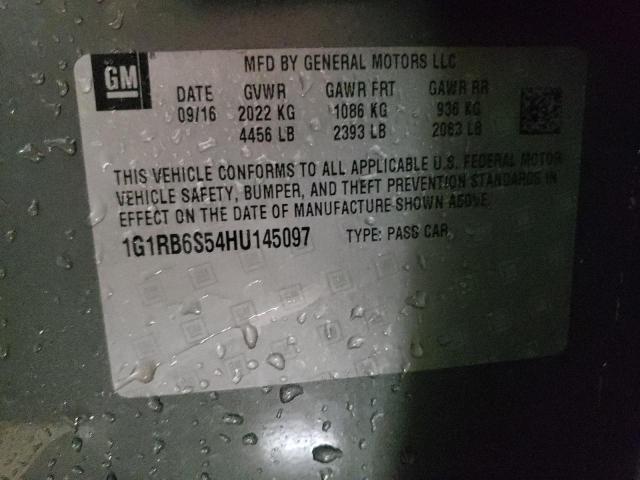 GM
MFD BY GENERAL MOTORS LLC
DATE GVWR GAWR FRT GAWR RR
09/16 2022 KG 1086 KG 936 KG
4456 LB 2393 LB 2063 LB
THIS VEHICLE CONFORMS TO ALL APPLICABLE U.S. FEDERAL MOTOR
VEHICLE SAFETY, BUMPER, AND THEFT PREVENTION STANDARDS IN
EFFECT ON THE DATE OF MANUFACTURE SHOWN ABOVE.
1G1RB6S54HU145097 TYPE: PASS CAR